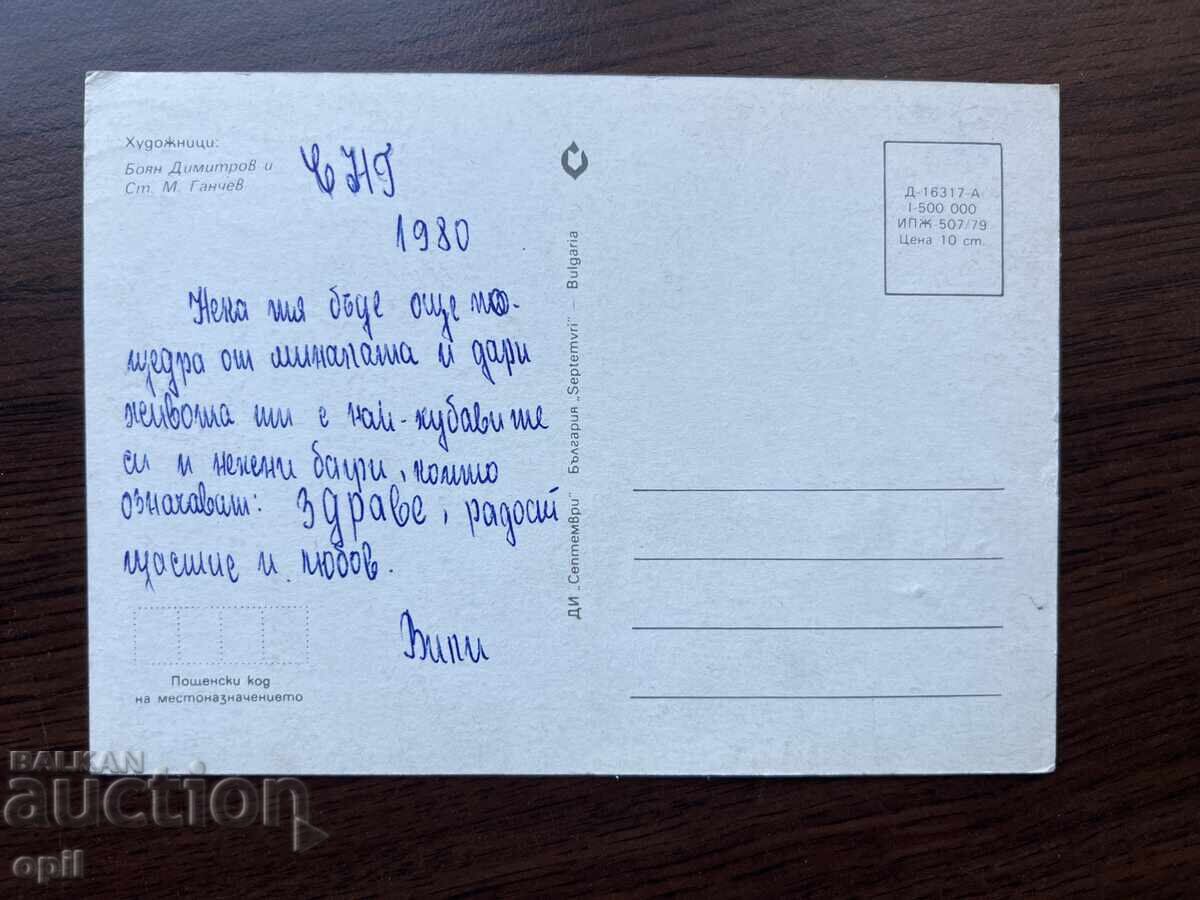 Художници:
Боян Димитров и
Ст. М. Ганчев
ЧНГ
1980
Нека тя бъде още по-
щедра от миналата и дари
живота ти с най-хубавите
си и нежни багри, които
означават: здраве, радост
щастие и любов.
Вили
Пощенски код
на местоназначението
ДИ „Септември" България „Septemvri" – Bulgaria
Д-16317-А
I-500 000
ИПЖ-507/79
Цена 10 ст.
BALKAN
auction
opil